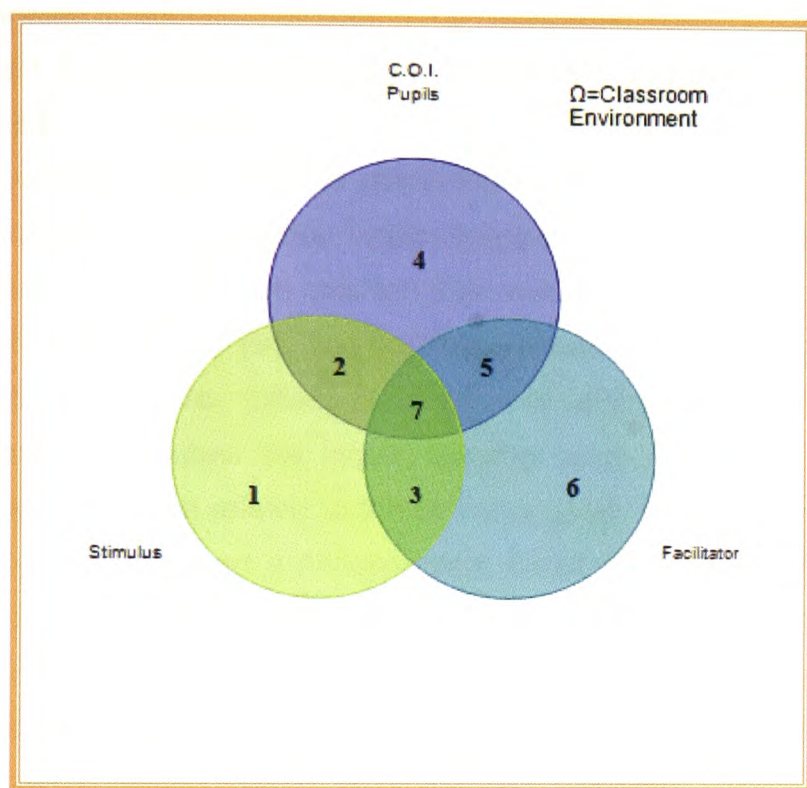 C.O.I.
Pupils
Ω=Classroom
Environment
4
2
5
7
1
3
6
Stimulus
Facilitator